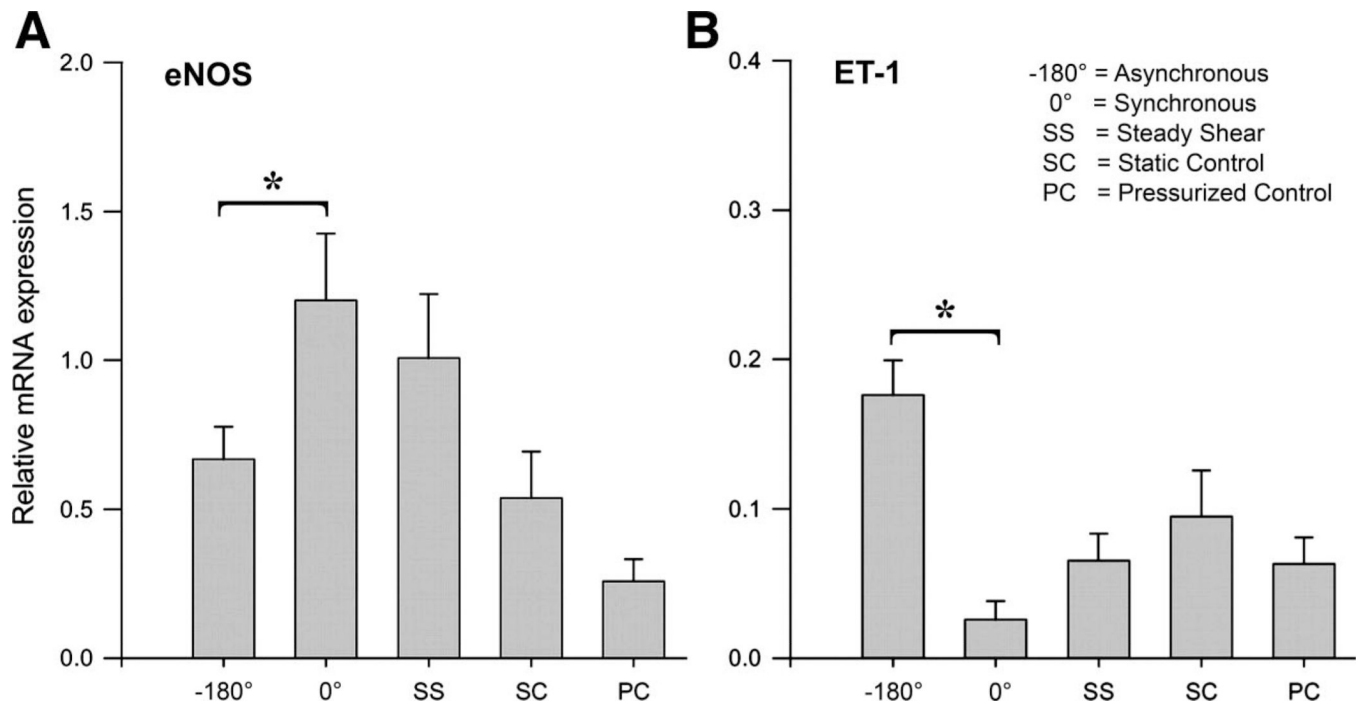 A
eNOS
Relative mRNA expression
2.0
1.5
1.0
0.5
0.0
*
-180° 0° SS SC PC
B
ET-1
-180° = Asynchronous
0° = Synchronous
SS = Steady Shear
SC = Static Control
PC = Pressurized Control
0.4
0.3
0.2
0.1
0.0
*
-180° 0° SS SC PC